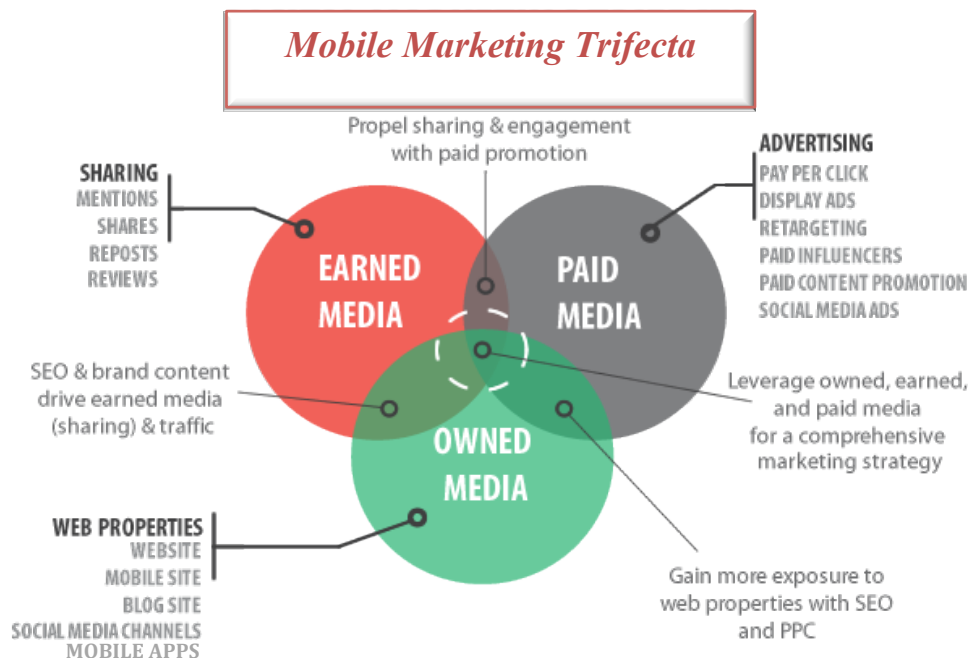 Mobile Marketing Trifecta
Propel sharing & engagement
with paid promotion
SHARING
MENTIONS
SHARES
REPOSTS
REVIEWS
ADVERTISING
PAY PER CLICK
DISPLAY ADS
RETARGETING
PAID INFLUENCERS
PAID CONTENT PROMOTION
SOCIAL MEDIA ADS
EARNED
MEDIA
PAID
MEDIA
SEO & brand content
drive earned media
(sharing) & traffic
Leverage owned, earned,
and paid media
for a comprehensive
marketing strategy
OWNED
MEDIA
WEB PROPERTIES
WEBSITE
MOBILE SITE
BLOG SITE
SOCIAL MEDIA CHANNELS
MOBILE APPS
Gain more exposure to
web properties with SEO
and PPC